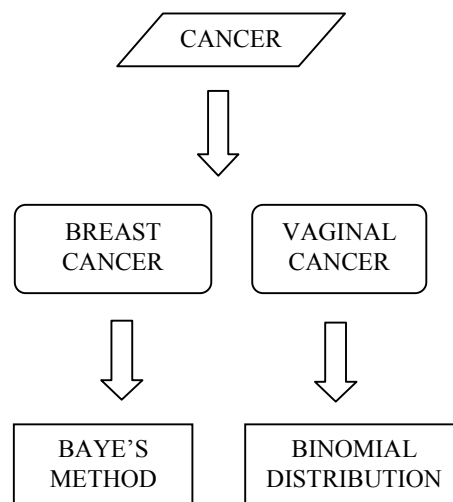 CANCER
BREAST
CANCER
VAGINAL
CANCER
BAYE'S
METHOD
BINOMIAL
DISTRIBUTION